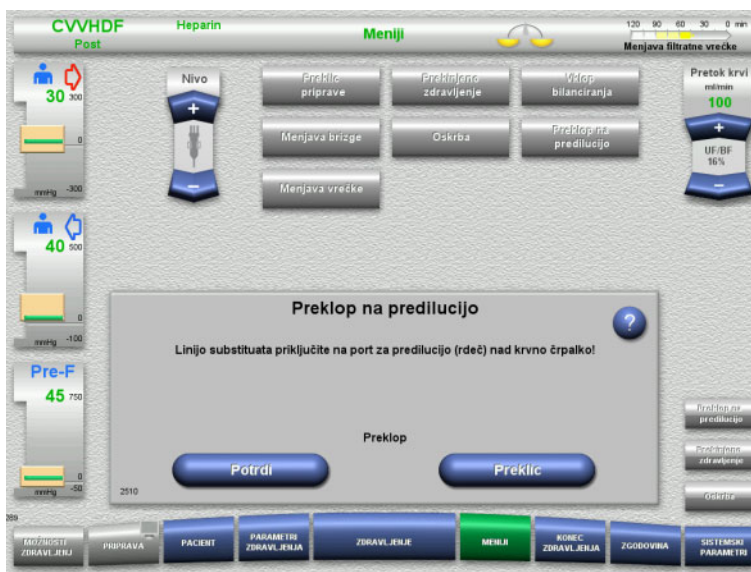 CVVHDF
Post
Heparin
Meniji
120 90 60 30 0 min
Menjava filtratne vrečke
30 300
0
mmHg -300
Nivo
+
−
Preklic
priprave
Prekinjeno
zdravljenje
Vklop
bilanciranja
Menjava brizge
Oskrba
Preklop na
predilucijo
Menjava vrečke
Pretok krvi
ml/min
100
+
UF/BF
16%
−
40 500
0
mmHg -100
Pre-F
45 750
0
mmHg -50
Preklop na predilucijo
?
Linijo substituata priključite na port za predilucijo (rdeč) nad krvno črpalko!
Preklop
Potrdi
Preklic
2510
Preklop na
predilucijo
Prekinjeno
zdravljenje
Oskrba
MOŽNOSTI
ZDRAVLJENJ
PRIPRAVA
PACIENT
PARAMETRI
ZDRAVLJENJA
ZDRAVLJENJE
MENIJI
KONEC
ZDRAVLJENJA
ZGODOVINA
SISTEMSKI
PARAMETRI